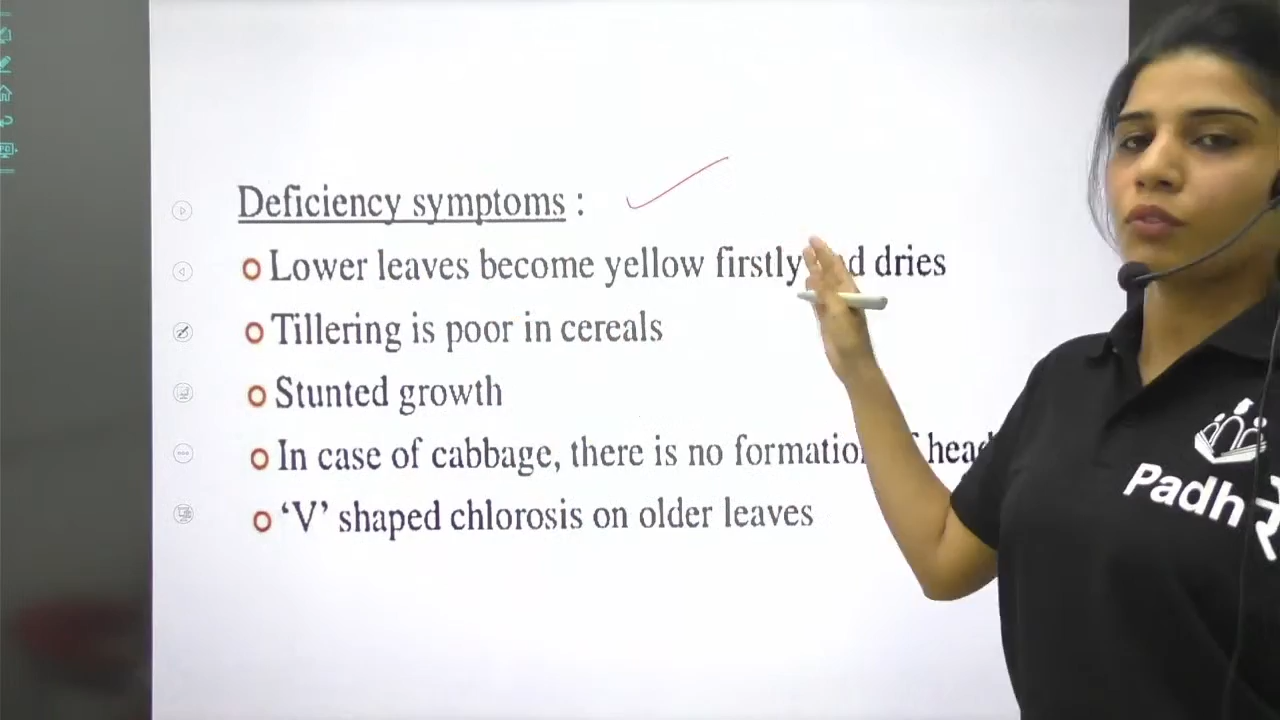 Deficiency symptoms :
Lower leaves become yellow firstly dries
Tillering is poor in cereals
Stunted growth
In case of cabbage, there is no formation
'V' shaped chlorosis on older leaves
Padh